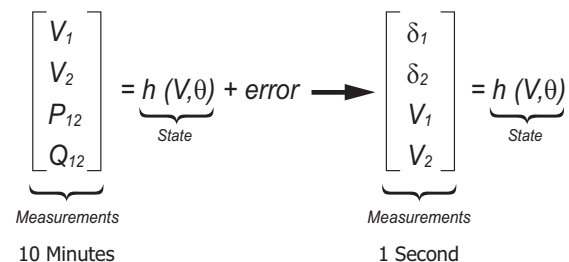 V1
V2
P12
Q12
= h (V,θ) + error
State
Measurements
10 Minutes
δ1
δ2
V1
V2
= h (V,θ)
State
Measurements
1 Second